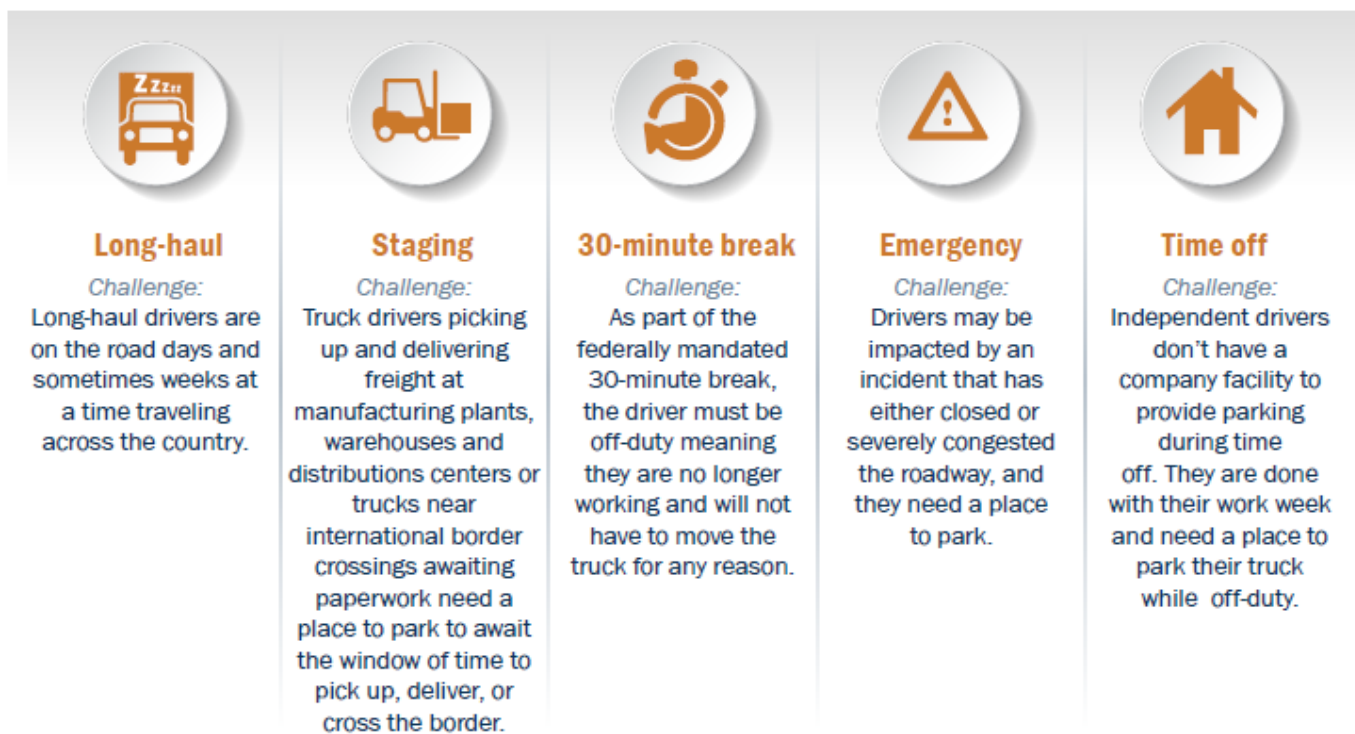 Zzzzz
Long-haul
Challenge:
Long-haul drivers are
on the road days and
sometimes weeks at
a time traveling
across the country.
Staging
Challenge:
Truck drivers picking
up and delivering
freight at
manufacturing plants,
warehouses and
distributions centers or
trucks near
international border
crossings awaiting
paperwork need a
place to park to await
the window of time to
pick up, deliver, or
cross the border.
30-minute break
Challenge:
As part of the
federally mandated
30-minute break,
the driver must be
off-duty meaning
they are no longer
working and will not
have to move the
truck for any reason.
Emergency
Challenge:
Drivers may be
impacted by an
incident that has
either closed or
severely congested
the roadway, and
they need a place
to park.
Time off
Challenge:
Independent drivers
don't have a
company facility to
provide parking
during time
off. They are done
with their work week
and need a place to
park their truck
while off-duty.